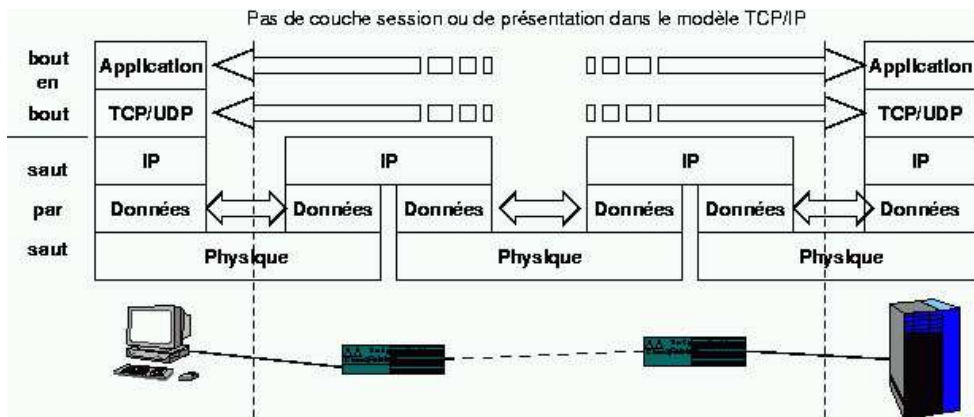 Pas de couche session ou de présentation dans le modèle TCP/IP
bout
en
bout
Application
Application
TCP/UDP
TCP/UDP
saut
par
saut
IP
IP
IP
IP
Données
Données
Données
Données
Données
Données
Physique
Physique
Physique